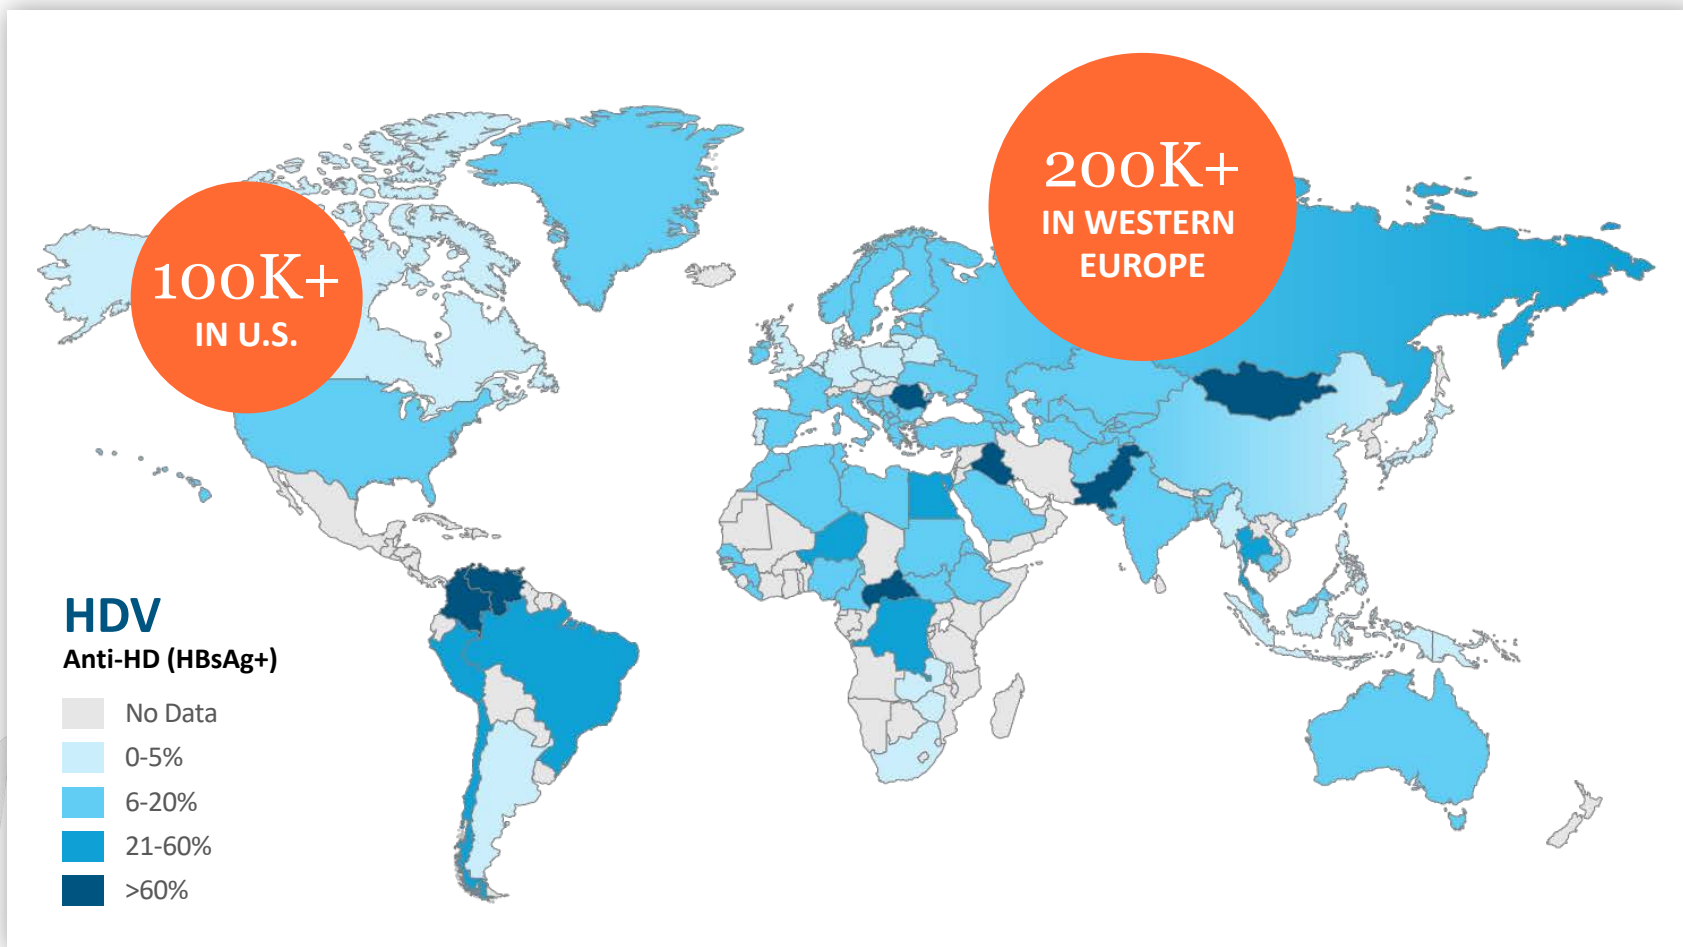 100K+
IN U.S.
200K+
IN WESTERN
EUROPE
HDV
Anti-HD (HBsAg+)
No Data
0-5%
6-20%
21-60%
>60%